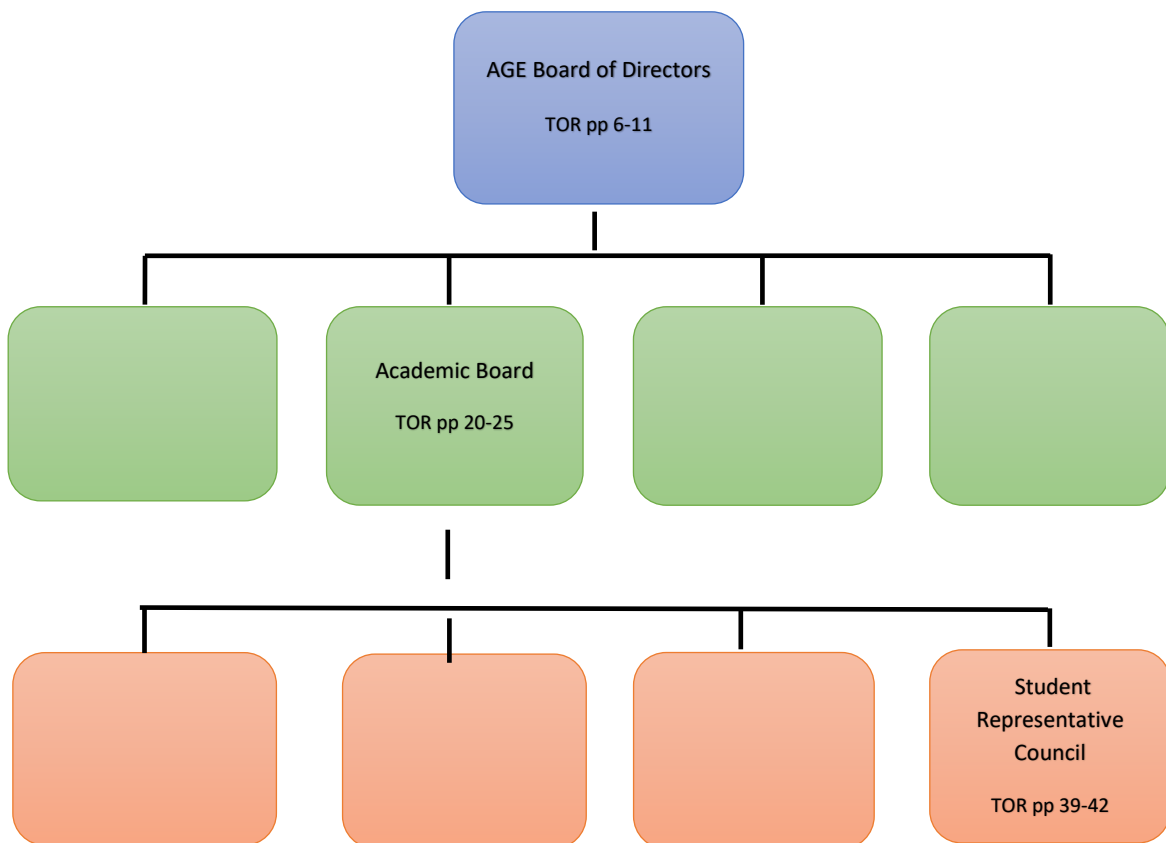 AGE Board of Directors
TOR pp 6-11
Academic Board
TOR pp 20-25
Student
Representative
Council
TOR pp 39-42